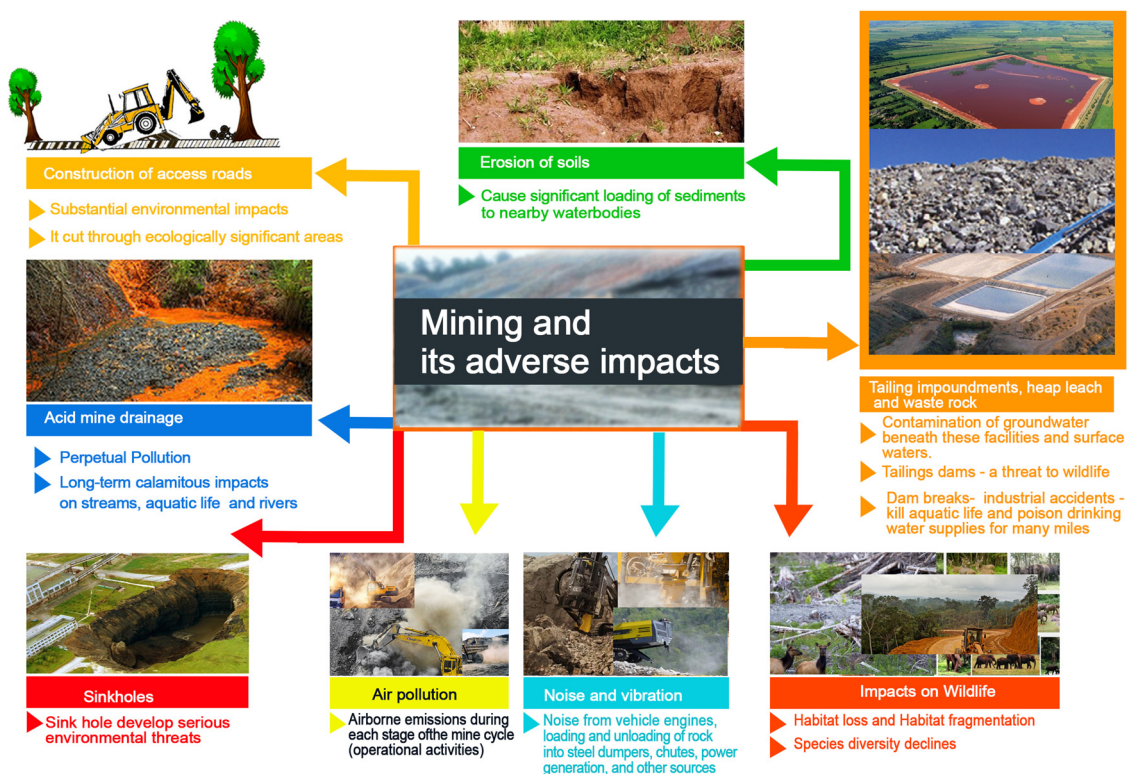 Construction of access roads
Substantial environmental impacts
It cut through ecologically significant areas
Erosion of soils
Cause significant loading of sediments
to nearby waterbodies
Mining and
its adverse impacts
Tailing impoundments, heap leach
and waste rock
Contamination of groundwater
beneath these facilities and surface
waters.
Tailings dams - a threat to wildlife
Dam breaks- industrial accidents -
kill aquatic life and poison drinking
water supplies for many miles
Acid mine drainage
Perpetual Pollution
Long-term calamitous impacts
on streams, aquatic life and rivers
Sinkholes
Sink hole develop serious
environmental threats
Air pollution
Airborne emissions during
each stage ofthe mine cycle
(operational activities)
Noise and vibration
Noise from vehicle engines,
loading and unloading of rock
into steel dumpers, chutes, power
generation, and other sources
Impacts on Wildlife
Habitat loss and Habitat fragmentation
Species diversity declines